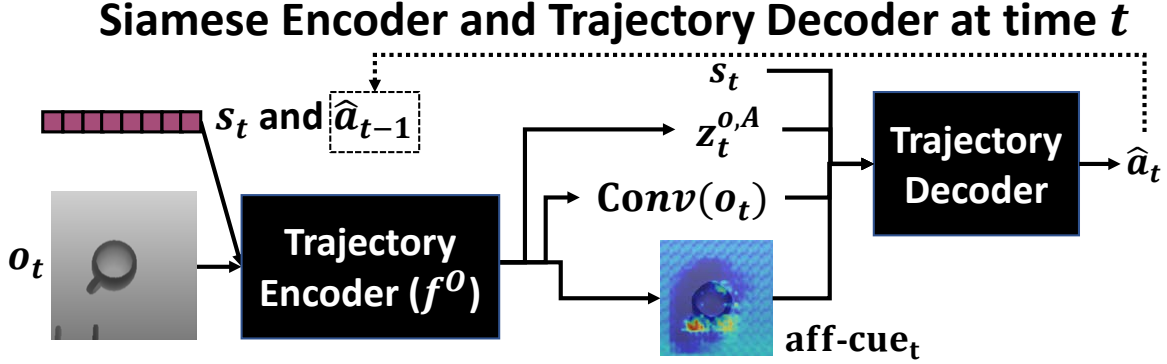 Siamese Encoder and Trajectory Decoder at time t
s_t
s_t and â_{t−1}
z_t^{o,A}
Trajectory
Decoder
â_t
Conv(o_t)
o_t
Trajectory
Encoder (f^O)
aff-cue_t